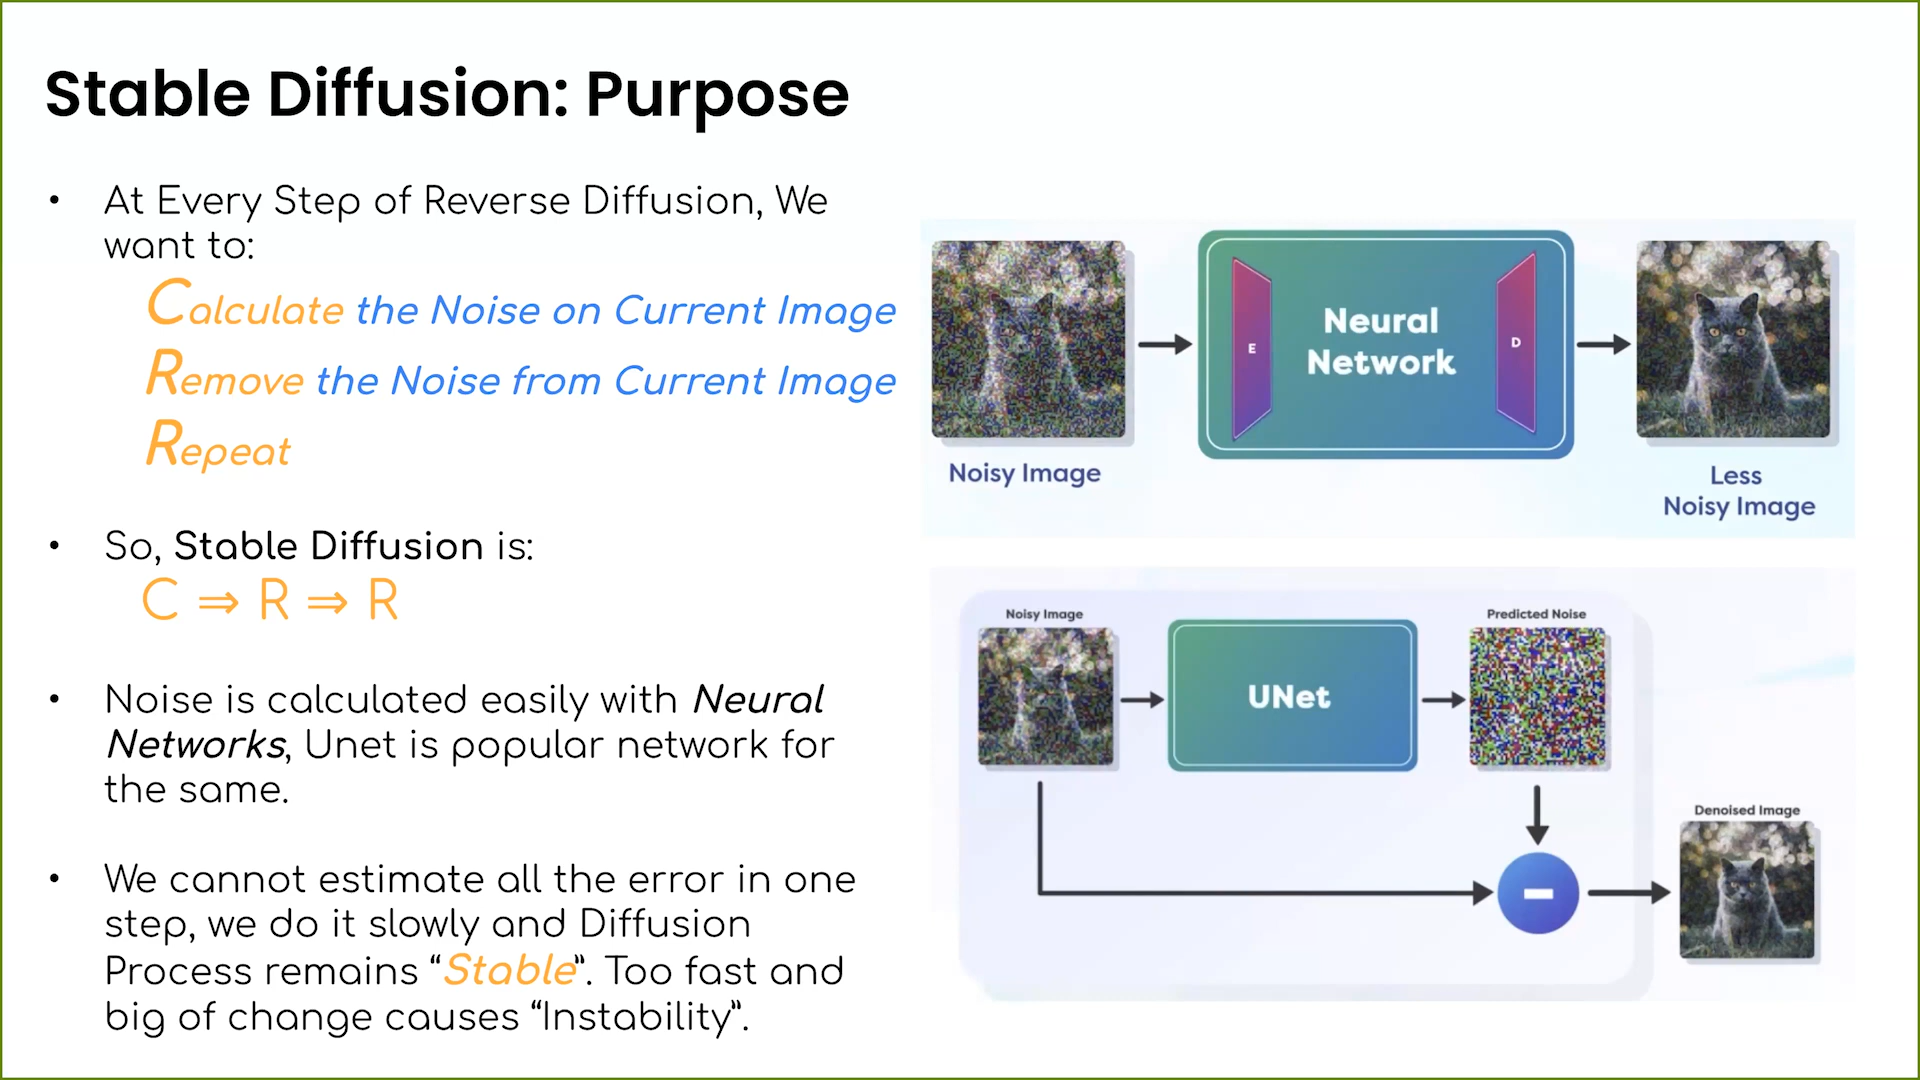 Stable Diffusion: Purpose
• At Every Step of Reverse Diffusion, We
want to:
Calculate the Noise on Current Image
Remove the Noise from Current Image
Repeat
• So, Stable Diffusion is:
C ⇒ R ⇒ R
• Noise is calculated easily with Neural
Networks, Unet is popular network for
the same.
• We cannot estimate all the error in one
step, we do it slowly and Diffusion
Process remains “Stable”. Too fast and
big of change causes “Instability”.
E
Neural
Network
D
Noisy Image
Less
Noisy Image
Noisy Image
UNet
Predicted Noise
Denoised Image